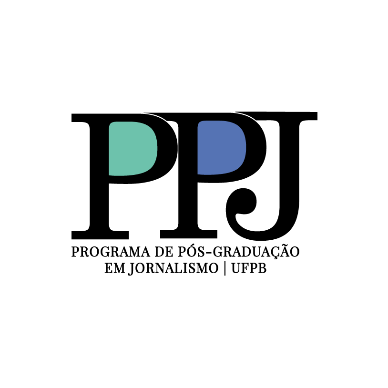 PPJ
PROGRAMA DE PÓS-GRADUAÇÃO
EM JORNALISMO | UFPB